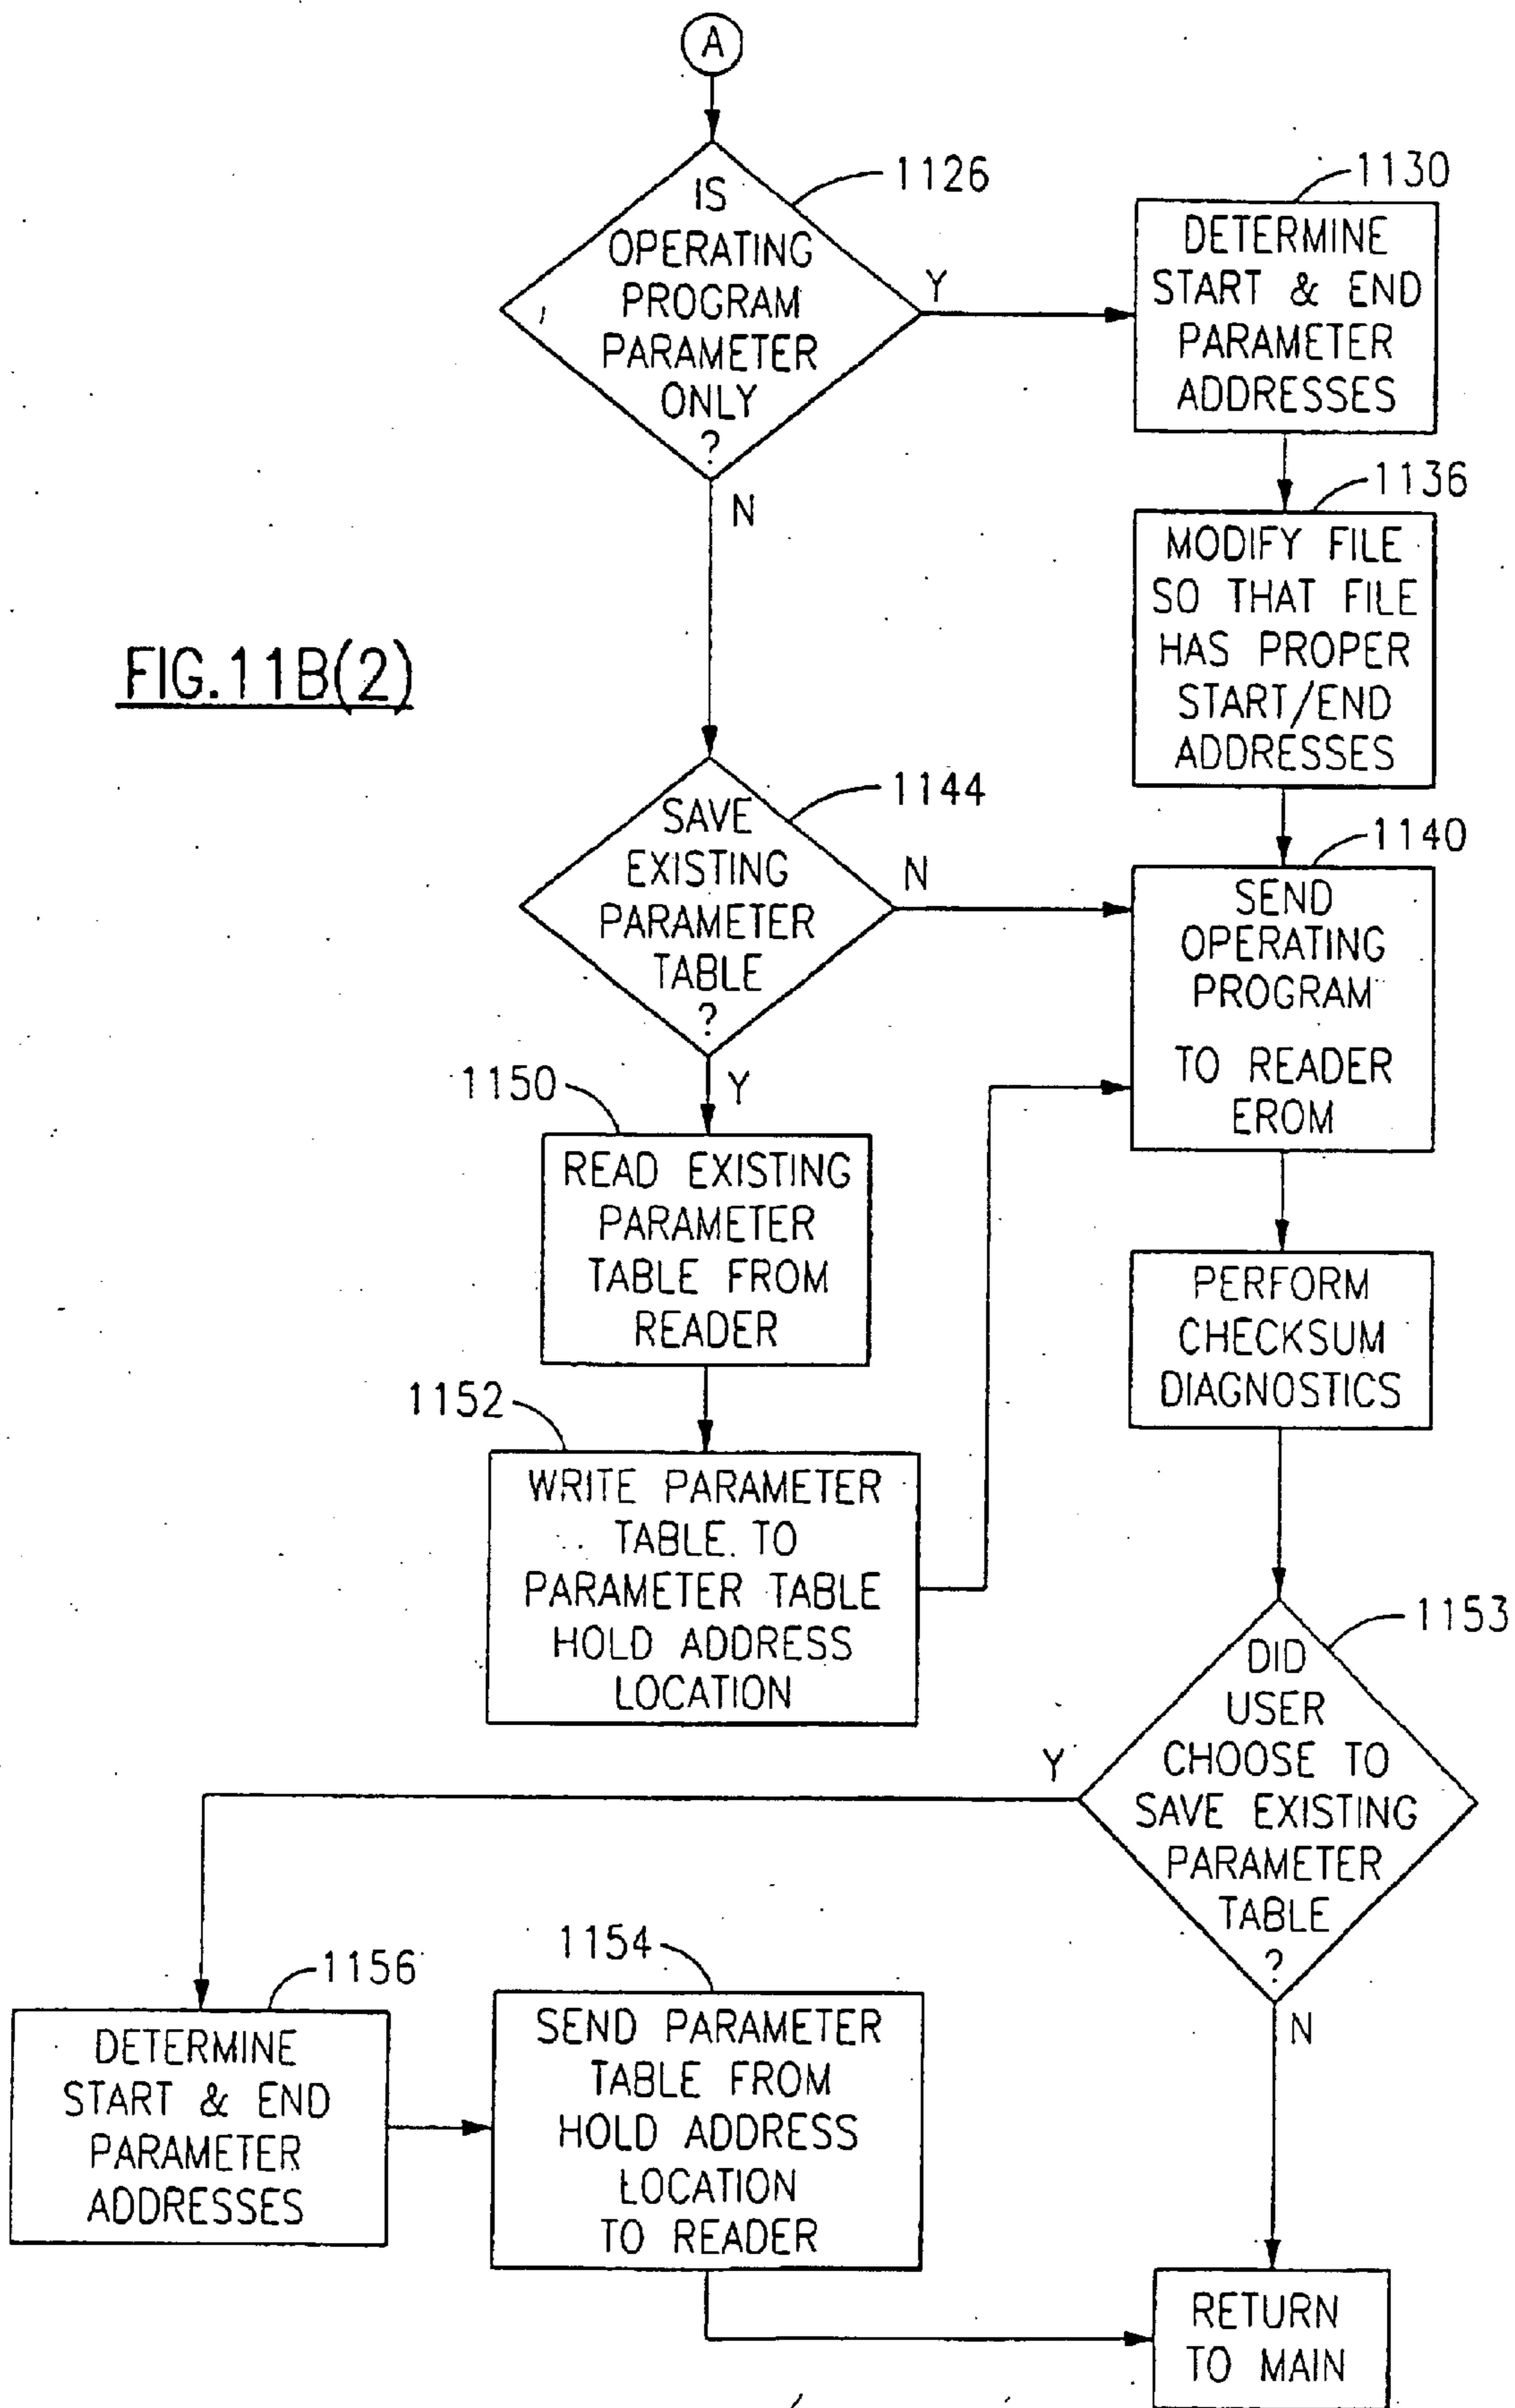 A
IS
OPERATING
PROGRAM
PARAMETER
ONLY
?
1126
Y
N
1130
DETERMINE
START & END
PARAMETER
ADDRESSES
1136
MODIFY FILE
SO THAT FILE
HAS PROPER
START/END
ADDRESSES
FIG.11B(2)
1144
SAVE
EXISTING
PARAMETER
TABLE
?
N
Y
1140
SEND
OPERATING
PROGRAM
TO READER
EROM
1150
READ EXISTING
PARAMETER
TABLE FROM
READER
PERFORM
CHECKSUM
DIAGNOSTICS
1152
WRITE PARAMETER
TABLE TO
PARAMETER TABLE
HOLD ADDRESS
LOCATION
1153
DID
USER
CHOOSE TO
SAVE EXISTING
PARAMETER
TABLE
?
Y
N
1156
DETERMINE
START & END
PARAMETER
ADDRESSES
1154
SEND PARAMETER
TABLE FROM
HOLD ADDRESS
LOCATION
TO READER
RETURN
TO MAIN